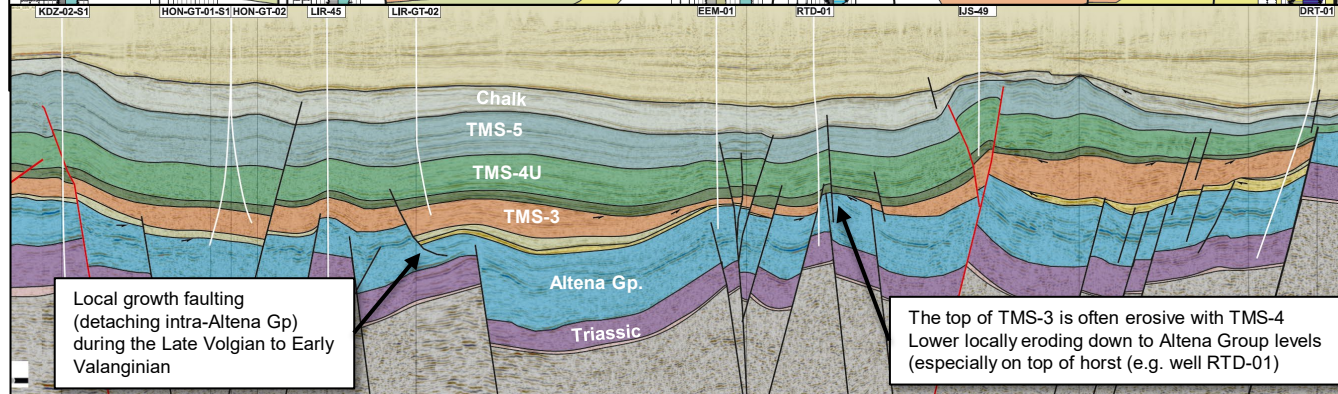 KDZ-02-S1 HON-GT-01-S1 HON-GT-02 LIR-45 LIR-GT-02 EEM-01 RTD-01 IJS-49 DRT-01
Chalk
TMS-5
TMS-4U
TMS-3
Altena Gp.
Triassic
Local growth faulting
(detaching intra-Altena Gp)
during the Late Volgian to Early
Valanginian
The top of TMS-3 is often erosive with TMS-4
Lower locally eroding down to Altena Group levels
(especially on top of horst (e.g. well RTD-01)